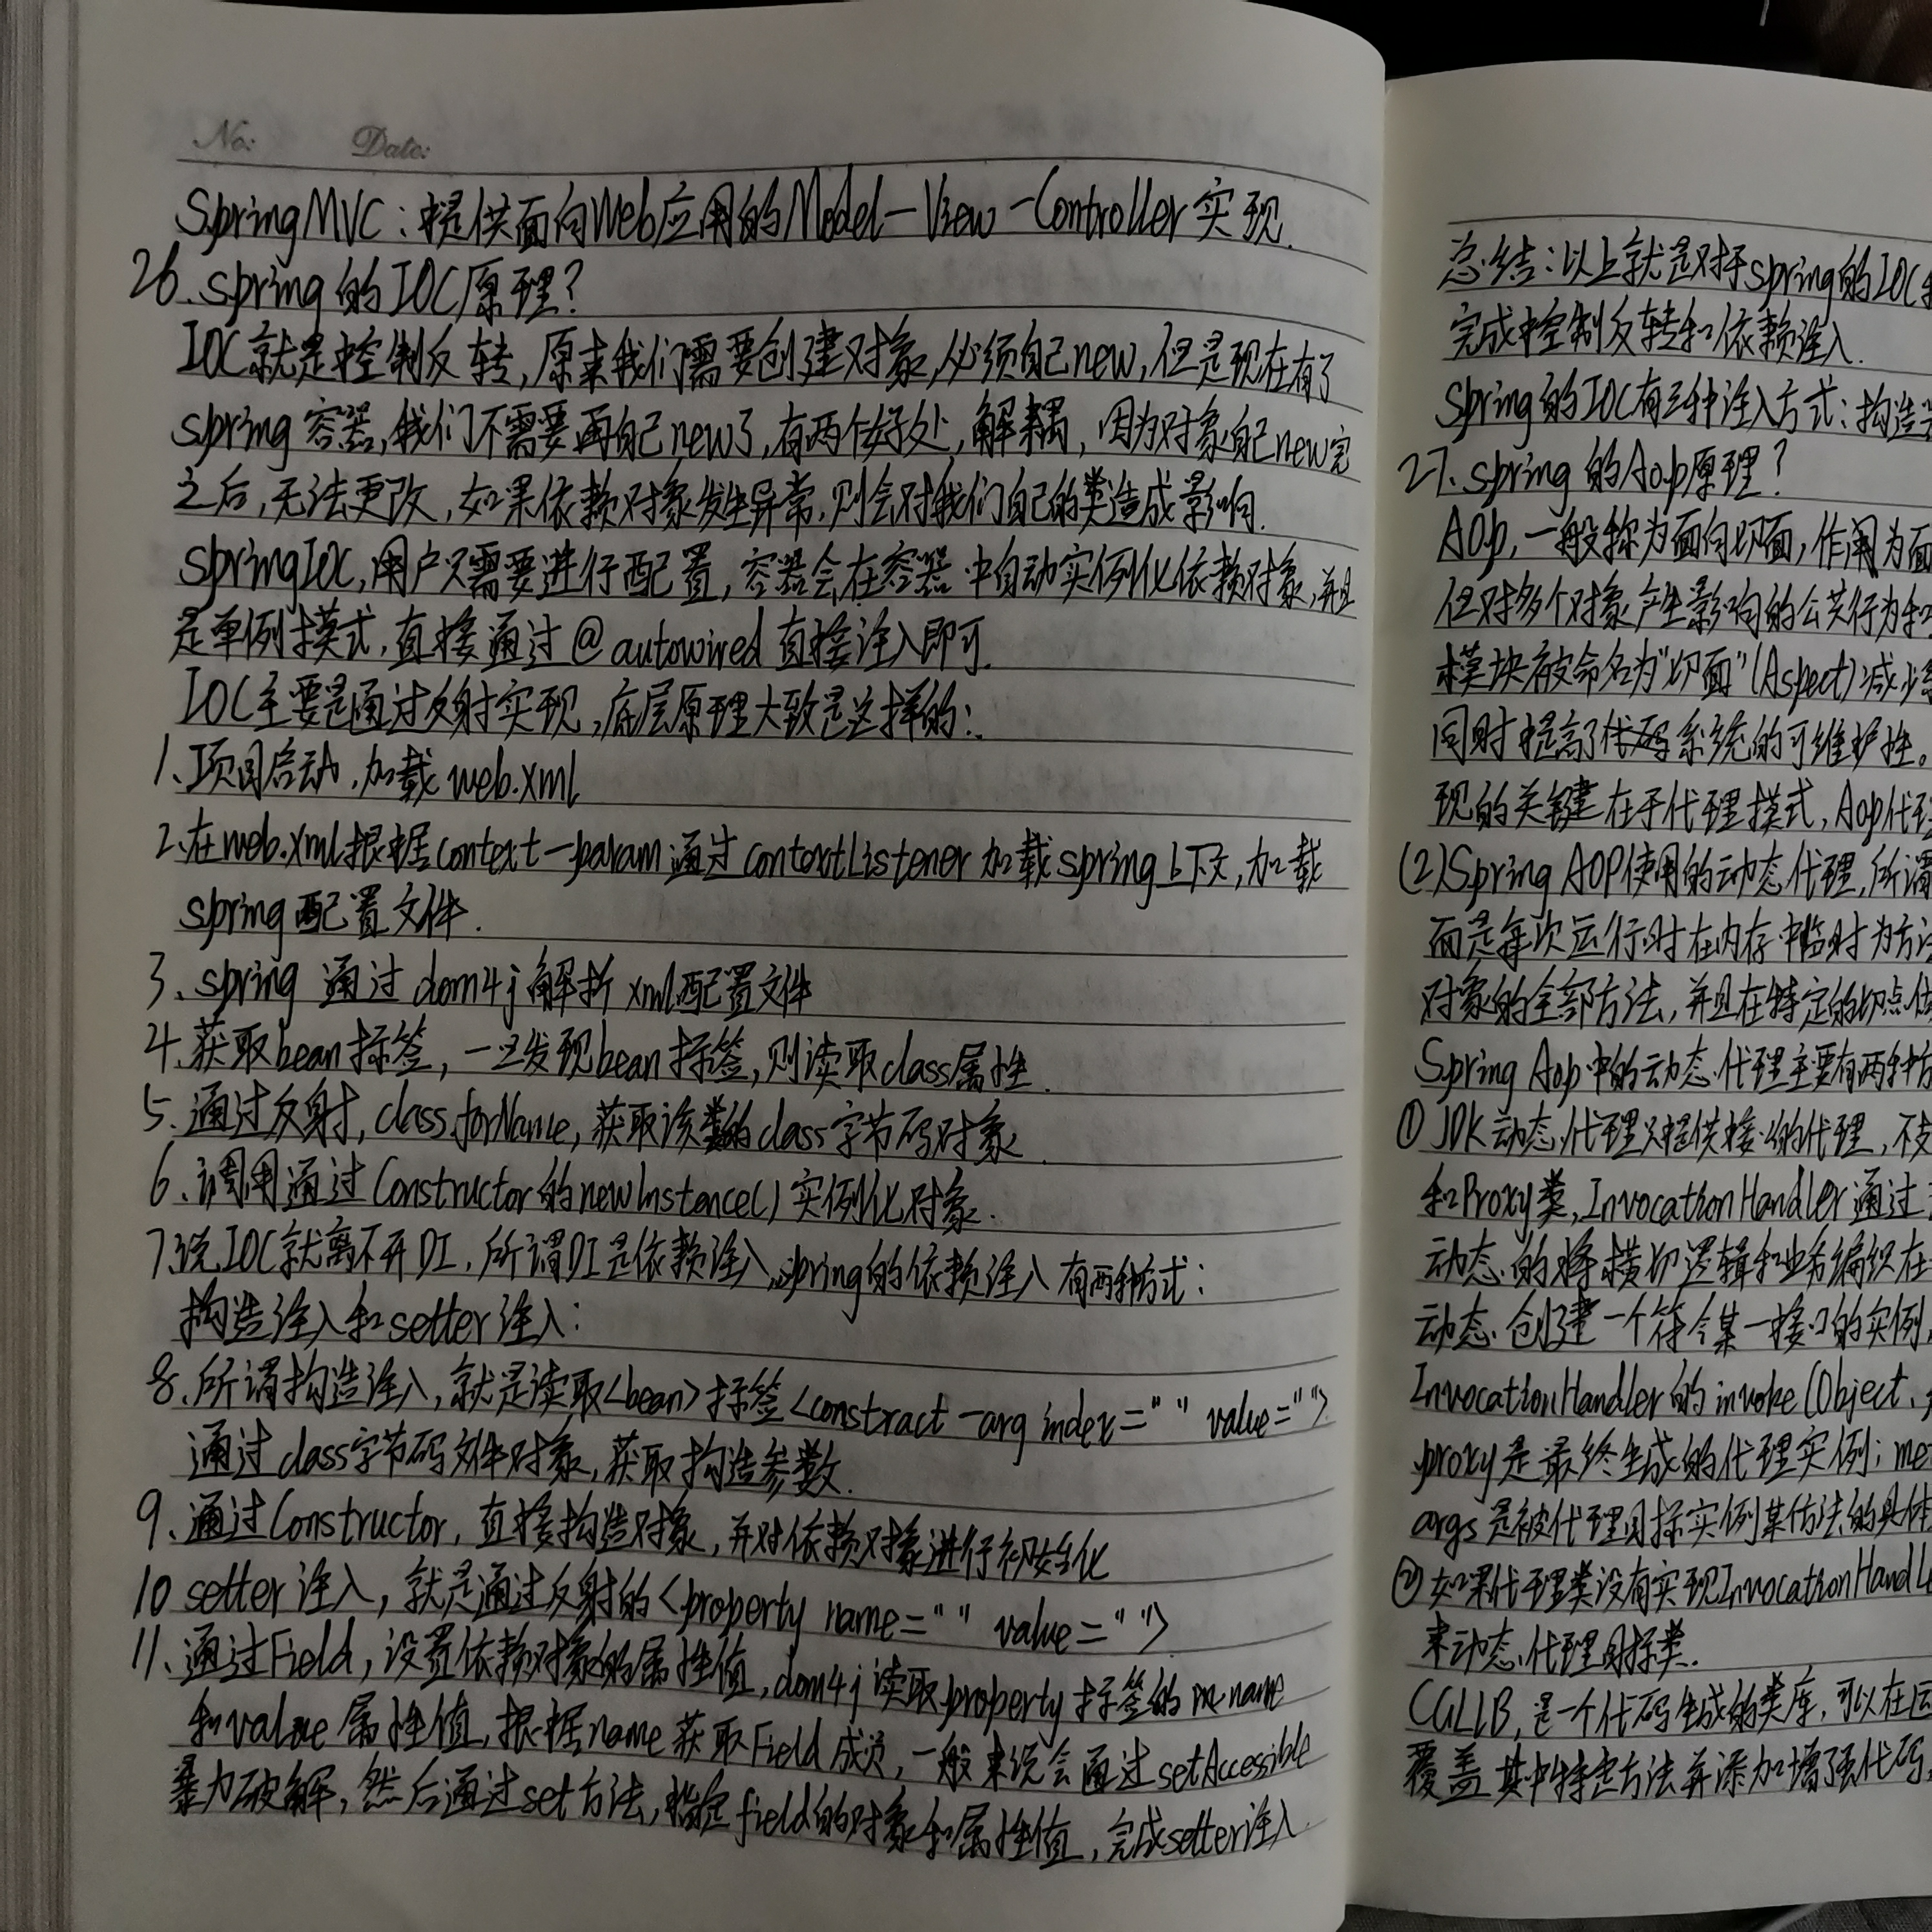 No: Date:
SpringMVC：提供面向Web应用的Model-View-Controller实现.
26.spring的IOC原理?
IOC就是控制反转,原来我们需要创建对象,必须自己new,但是现在有了
spring容器,我们不需要再自己new了,有两个好处,解耦,因为对象自己new完
之后,无法更改,如果依赖对象发生异常,则会对我们自己的类造成影响.
springIoc,用户只需要进行配置,容器会在容器中自动实例化依赖对象,并且
是单例模式,直接通过@autowired直接注入即可.
IOC主要是通过反射实现,底层原理大致是这样的:
1、项目启动,加载web.xml
2.在web.xml根据context-param通过contextListener加载spring上下文,加载
spring配置文件.
3、spring 通过dom4j解析xml配置文件
4.获取bean标签,一旦发现bean标签,则读取class属性.
5.通过反射,class.forName,获取该类的class字节码对象.
6、调用通过Constructor的newInstence()实例化对象.
7.说IOC就离不开DI,所谓DI是依赖注入,spring的依赖注入有两种方式:
构造注入和setter注入:
8.所谓构造注入,就是读取<bean>标签<constract-arg index=" " value="">
通过class字节码文件对象,获取构造参数.
9、通过Constructor,直接构造对象,并对依赖对象进行初始化
10 setter注入,就是通过反射的<property name=" " value=" ">
11、通过Field,设置依赖对象的属性值,dom4j读取property标签的name
和value属性值,根据name获取Field成员,一般来说会通过setAccessible
暴力破解,然后通过set方法,指定field的对象和属性值,完成setter注入.
总结:以上就是对于spring的IOC
完成中控制反转和依赖注入.
spring的IOC有三种注入方式:构造
27.spring的Aop原理?
AOp,一般称为面向切面,作用为面
但对多个对象产生影响的公共行为和
模块被命名为"切面"(Aspect)减少
同时提高了系统的可维护性。
现的关键在于代理模式,Aop代理
(2)Spring AOP使用的动态代理,所谓
而是每次运行时在内存中临时为方法
对象的全部方法,并且在特定的切点
Spring Aop中的动态代理主要有两种方
①JDK动态代理只提供接口的代理,不支
和Proxy类,InvocationHandler通过
动态的将横切逻辑和业务编织在
动态创建一个符合某一接口的实例,
InvocationHandler的invoke(Object,
proxy是最终生成的代理实例;me
args是被代理目标实例某个方法的具体
②如果代理类没有实现InvocationHandle
来动态代理目标类.
CGLLB,是一个代码生成的类库,可以在运
覆盖其中特定方法并添加增强代码,